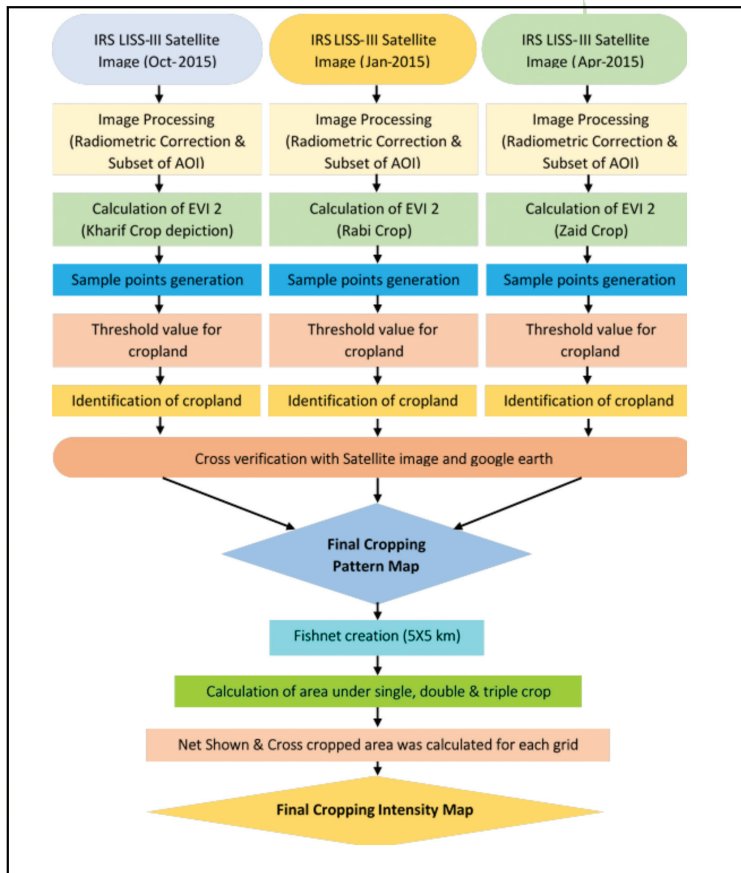 IRS LISS-III Satellite
Image (Oct-2015)
IRS LISS-III Satellite
Image (Jan-2015)
IRS LISS-III Satellite
Image (Apr-2015)
Image Processing
(Radiometric Correction &
Subset of AOI)
Image Processing
(Radiometric Correction &
Subset of AOI)
Image Processing
(Radiometric Correction &
Subset of AOI)
Calculation of EVI 2
(Kharif Crop depiction)
Calculation of EVI 2
(Rabi Crop)
Calculation of EVI 2
(Zaid Crop)
Sample points generation
Sample points generation
Sample points generation
Threshold value for
cropland
Threshold value for
cropland
Threshold value for
cropland
Identification of cropland
Identification of cropland
Identification of cropland
Cross verification with Satellite image and google earth
Final Cropping
Pattern Map
Fishnet creation (5X5 km)
Calculation of area under single, double & triple crop
Net Shown & Cross cropped area was calculated for each grid
Final Cropping Intensity Map